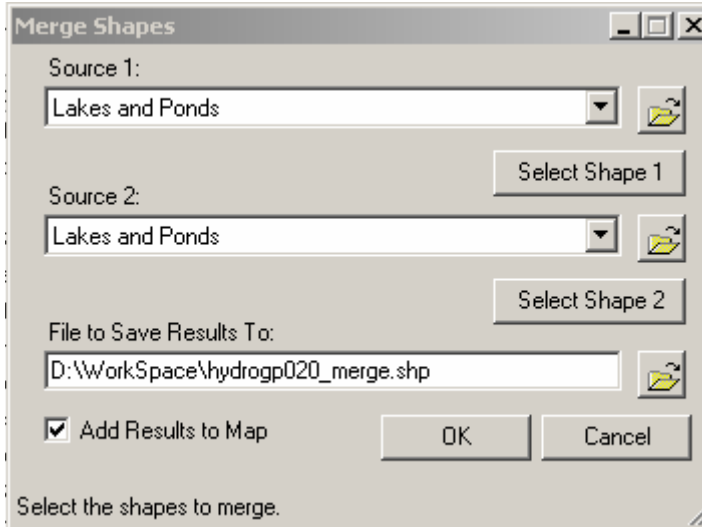 Merge Shapes
Source 1:
Lakes and Ponds
Select Shape 1
Source 2:
Lakes and Ponds
Select Shape 2
File to Save Results To:
D:\WorkSpace\hydrogp020_merge.shp
Add Results to Map
OK
Cancel
Select the shapes to merge.